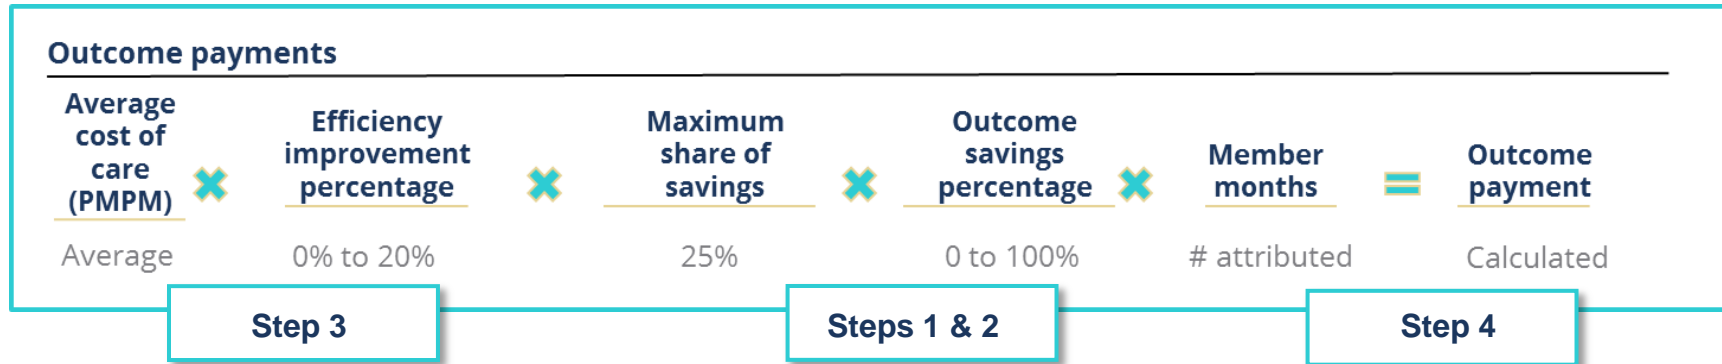 Outcome payments
Average
cost of
care
(PMPM)
Efficiency
improvement
percentage
Maximum
share of
savings
Outcome
savings
percentage
Member
months
Outcome
payment
Average
0% to 20%
25%
0 to 100%
# attributed
Calculated
Step 3
Steps 1 & 2
Step 4